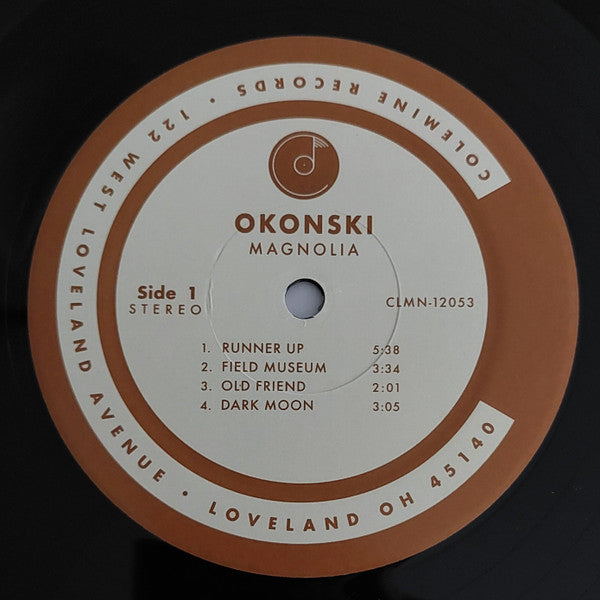 COLEMINE RECORDS • 122 WEST LOVELAND AVENUE • LOVELAND OH 45140
OKONSKI
MAGNOLIA
Side 1
STEREO
CLMN-12053
1. RUNNER UP 5:38
2. FIELD MUSEUM 3:34
3. OLD FRIEND 2:01
4. DARK MOON 3:05